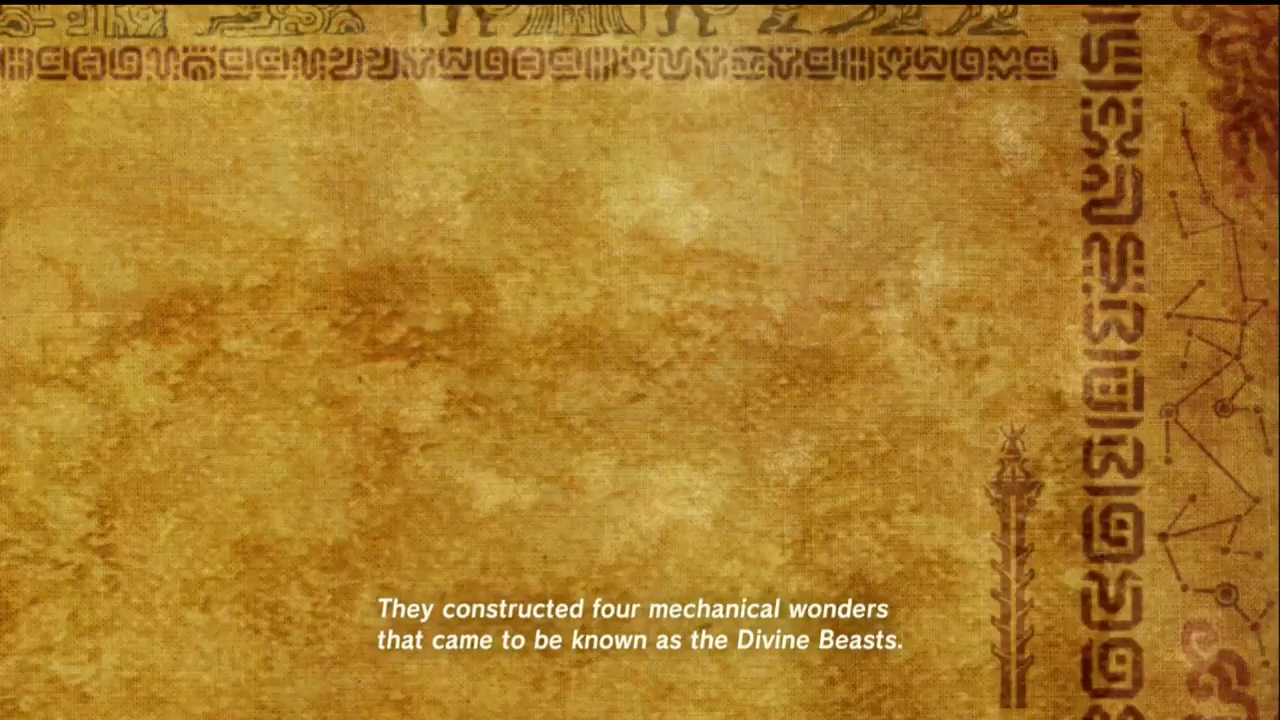 They constructed four mechanical wonders
that came to be known as the Divine Beasts.